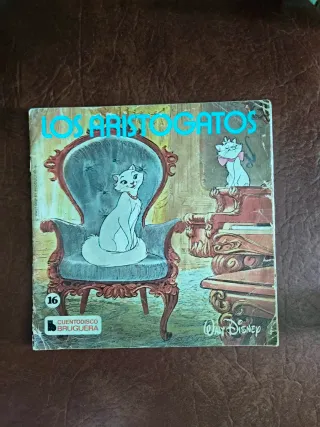 LOS ARISTOGATOS
16
CUENTODISCO
BRUGUERA
WALT DISNEY